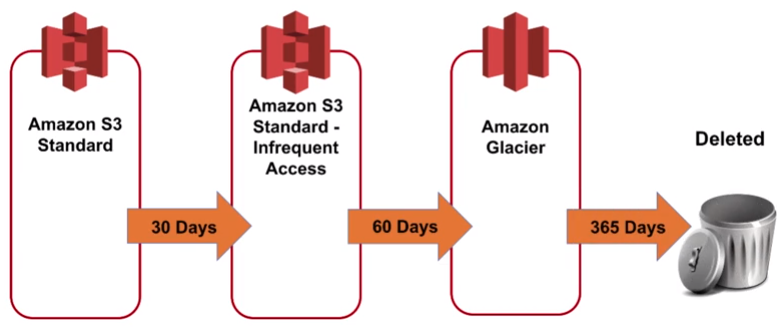 Amazon S3
Standard
30 Days
Amazon S3
Standard -
Infrequent
Access
60 Days
Amazon
Glacier
365 Days
Deleted